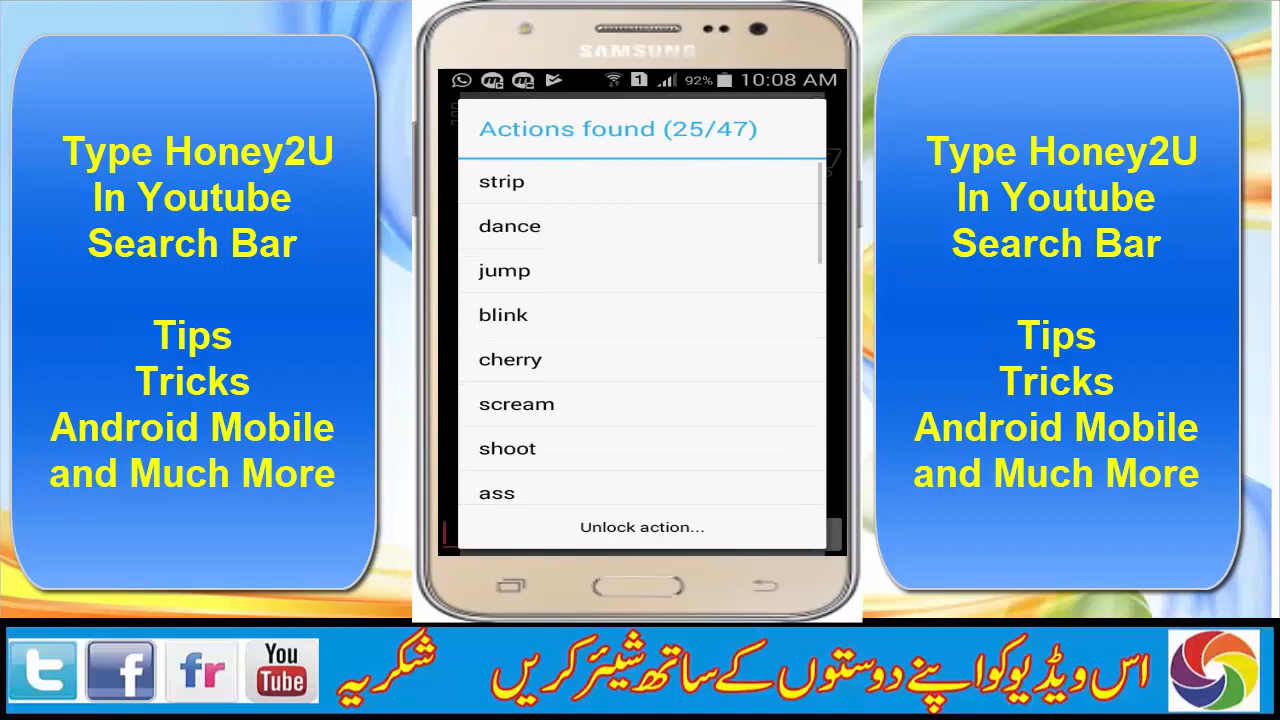 Type Honey2U
In Youtube
Search Bar
Tips
Tricks
Android Mobile
and Much More
SAMSUNG
1
92%
10:08 AM
Actions found (25/47)
strip
dance
jump
blink
cherry
scream
shoot
ass
Unlock action...
Type Honey2U
In Youtube
Search Bar
Tips
Tricks
Android Mobile
and Much More
t
f
fr
You
Tube
اس ویڈیو کو اپنے دوستوں کے ساتھ شیئر کریں شکریہ